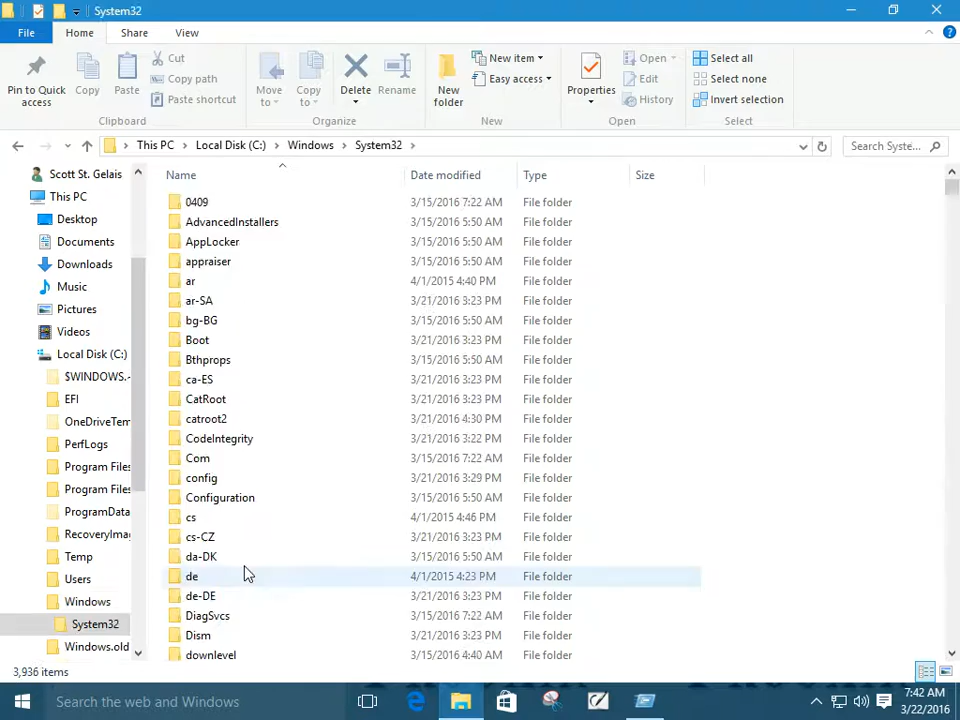 System32
File Home Share View
Pin to Quick access
Copy
Paste
Cut
Copy path
Paste shortcut
Clipboard
Move to
Copy to
Delete
Rename
Organize
New folder
New item
Easy access
New
Properties
Open
Edit
History
Open
Select all
Select none
Invert selection
Select
This PC Local Disk (C:) Windows System32
Search Syste...
Scott St. Gelais
This PC
Desktop
Documents
Downloads
Music
Pictures
Videos
Local Disk (C:)
$WINDOWS.~
EFI
OneDriveTem
PerfLogs
Program Files
Program Files
ProgramData
RecoveryImag
Temp
Users
Windows
System32
Windows.old
Name Date modified Type Size
0409 3/15/2016 7:22 AM File folder
AdvancedInstallers 3/15/2016 5:50 AM File folder
AppLocker 3/15/2016 5:50 AM File folder
appraiser 3/15/2016 5:50 AM File folder
ar 4/1/2015 4:40 PM File folder
ar-SA 3/21/2016 3:23 PM File folder
bg-BG 3/15/2016 5:50 AM File folder
Boot 3/21/2016 3:23 PM File folder
Bthprops 3/15/2016 5:50 AM File folder
ca-ES 3/21/2016 3:23 PM File folder
CatRoot 3/21/2016 3:23 PM File folder
catroot2 3/21/2016 4:30 PM File folder
CodeIntegrity 3/21/2016 3:22 PM File folder
Com 3/15/2016 7:22 AM File folder
config 3/21/2016 3:29 PM File folder
Configuration 3/15/2016 5:50 AM File folder
cs 4/1/2015 4:46 PM File folder
cs-CZ 3/21/2016 3:23 PM File folder
da-DK 3/15/2016 5:50 AM File folder
de 4/1/2015 4:23 PM File folder
de-DE 3/21/2016 3:23 PM File folder
DiagSvcs 3/15/2016 7:22 AM File folder
Dism 3/21/2016 3:23 PM File folder
downlevel 3/15/2016 4:40 AM File folder
3,936 items
Search the web and Windows
7:42 AM
3/22/2016